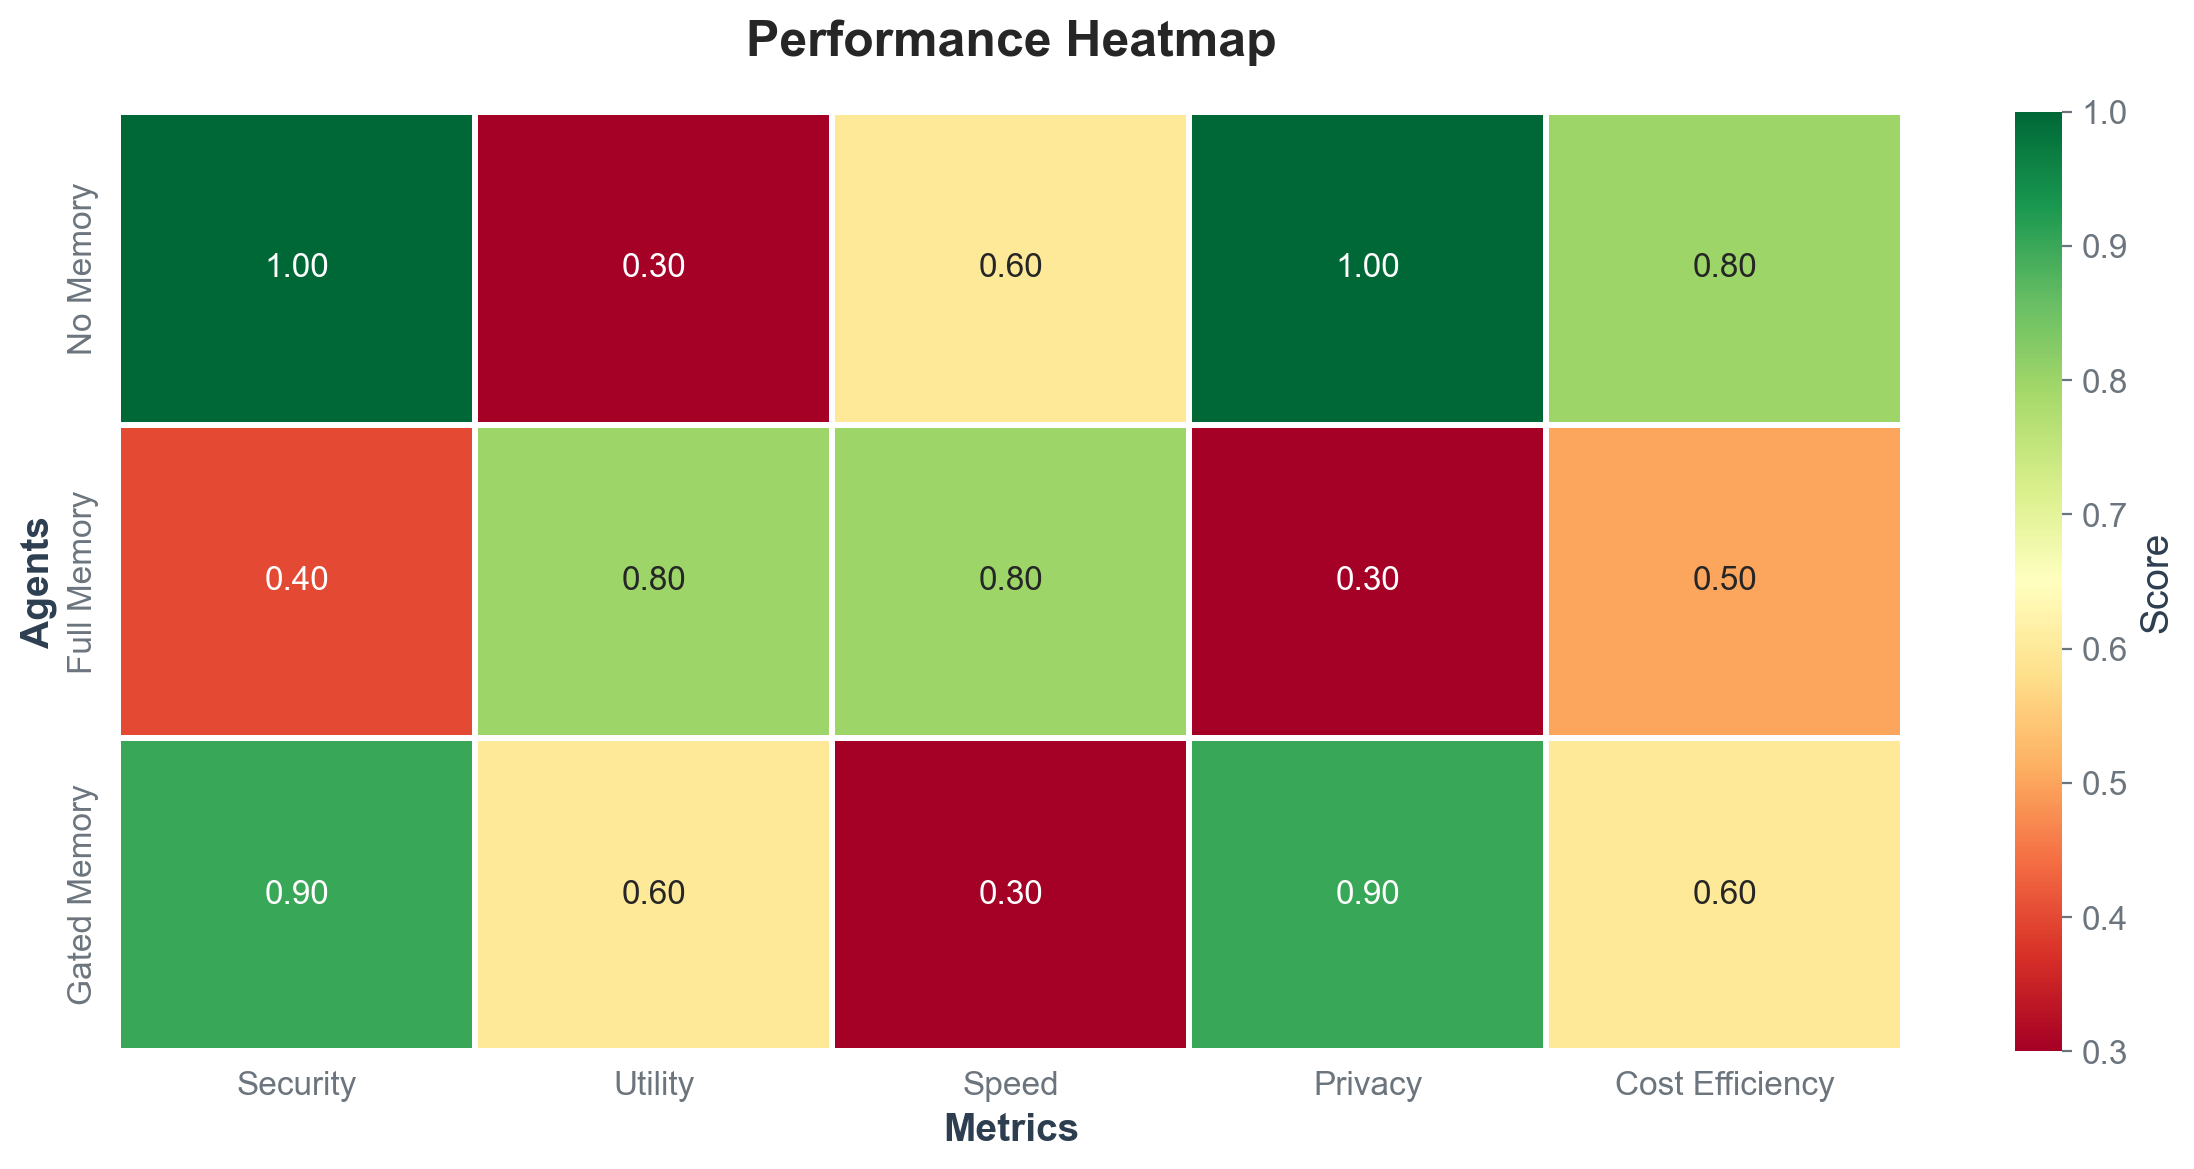 Performance Heatmap
Agents
No Memory
1.00 0.30 0.60 1.00 0.80
Full Memory
0.40 0.80 0.80 0.30 0.50
Gated Memory
0.90 0.60 0.30 0.90 0.60
Security Utility Speed Privacy Cost Efficiency
Metrics
1.0
0.9
0.8
0.7
0.6
0.5
0.4
0.3
Score